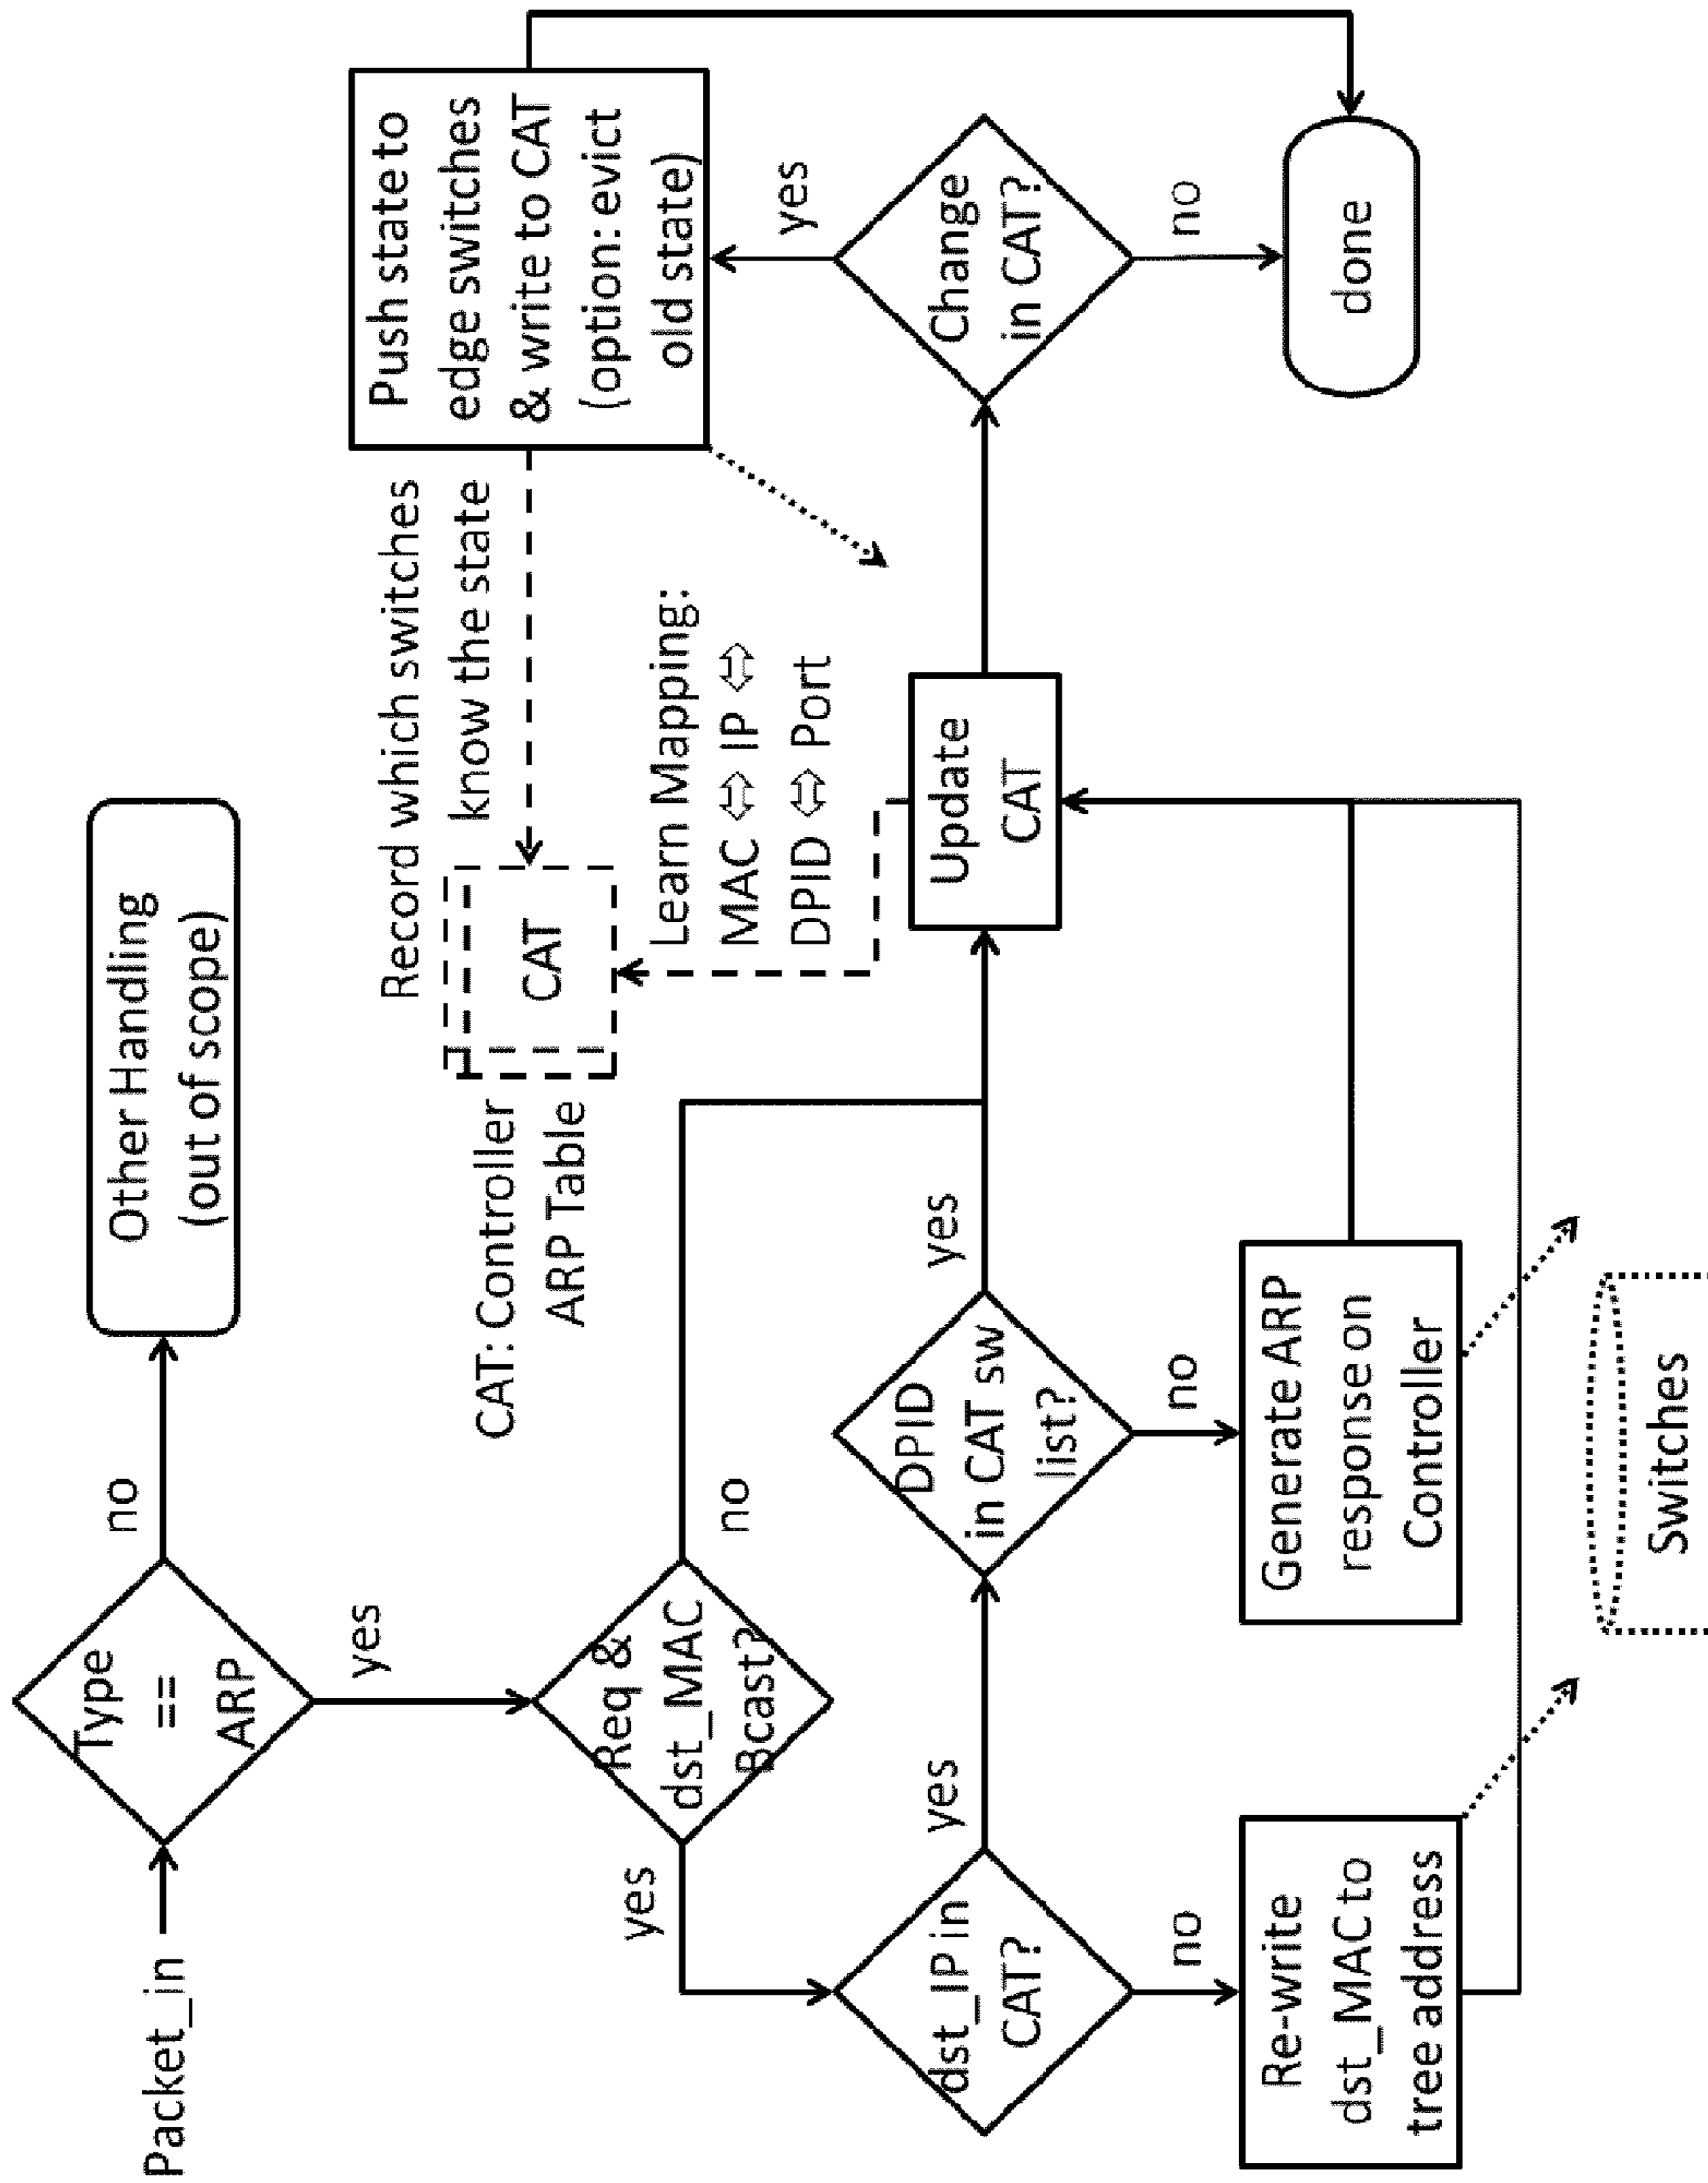 Packet_in
Type
==
ARP
no
Other Handling
(out of scope)
yes
Req &
dst_MAC
Bcast?
yes
no
CAT: Controller
ARP Table
CAT
Record which switches
know the state
Push state to
edge switches
& write to CAT
(option: evict
old state)
Learn Mapping:
MAC ⇔ IP ⇔
DPID ⇔ Port
dst_IP in
CAT?
yes
DPID
in CAT sw
list?
yes
Update
CAT
Change
in CAT?
yes
no
no
no
Re-write
dst_MAC to
tree address
Generate ARP
response on
Controller
done
Switches